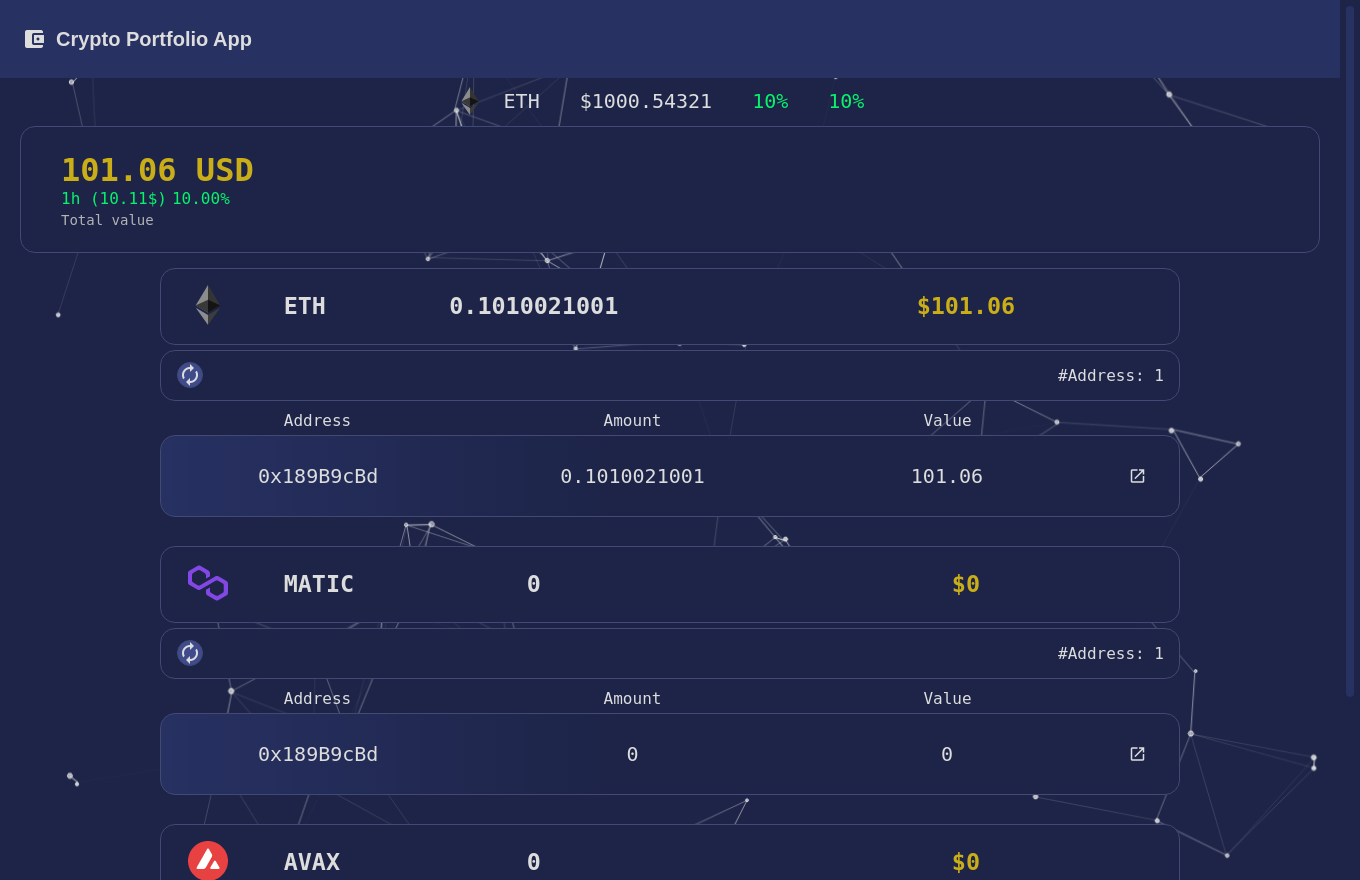 Crypto Portfolio App
ETH $1000.54321 10% 10%
101.06 USD
1h (10.11$) 10.00%
Total value
ETH 0.1010021001 $101.06
#Address: 1
Address Amount Value
0x189B9cBd 0.1010021001 101.06
MATIC 0 $0
#Address: 1
Address Amount Value
0x189B9cBd 0 0
AVAX 0 $0